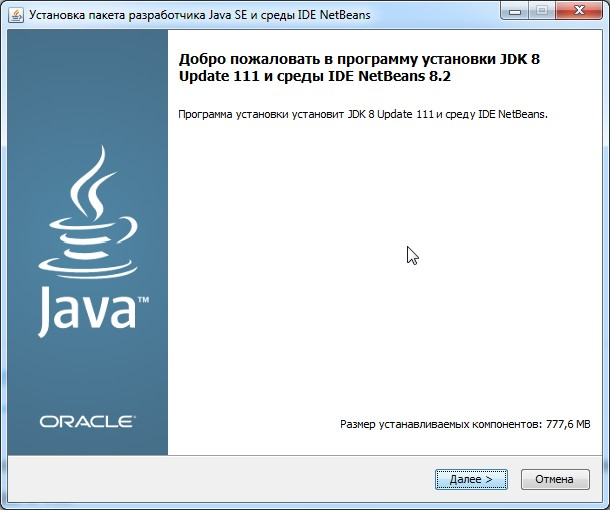 Установка пакета разработчика Java SE и среды IDE NetBeans
Добро пожаловать в программу установки JDK 8
Update 111 и среды IDE NetBeans 8.2
Программа установки установит JDK 8 Update 111 и среду IDE NetBeans.
Java™
ORACLE®
Размер устанавливаемых компонентов: 777,6 MB
Далее >
Отмена